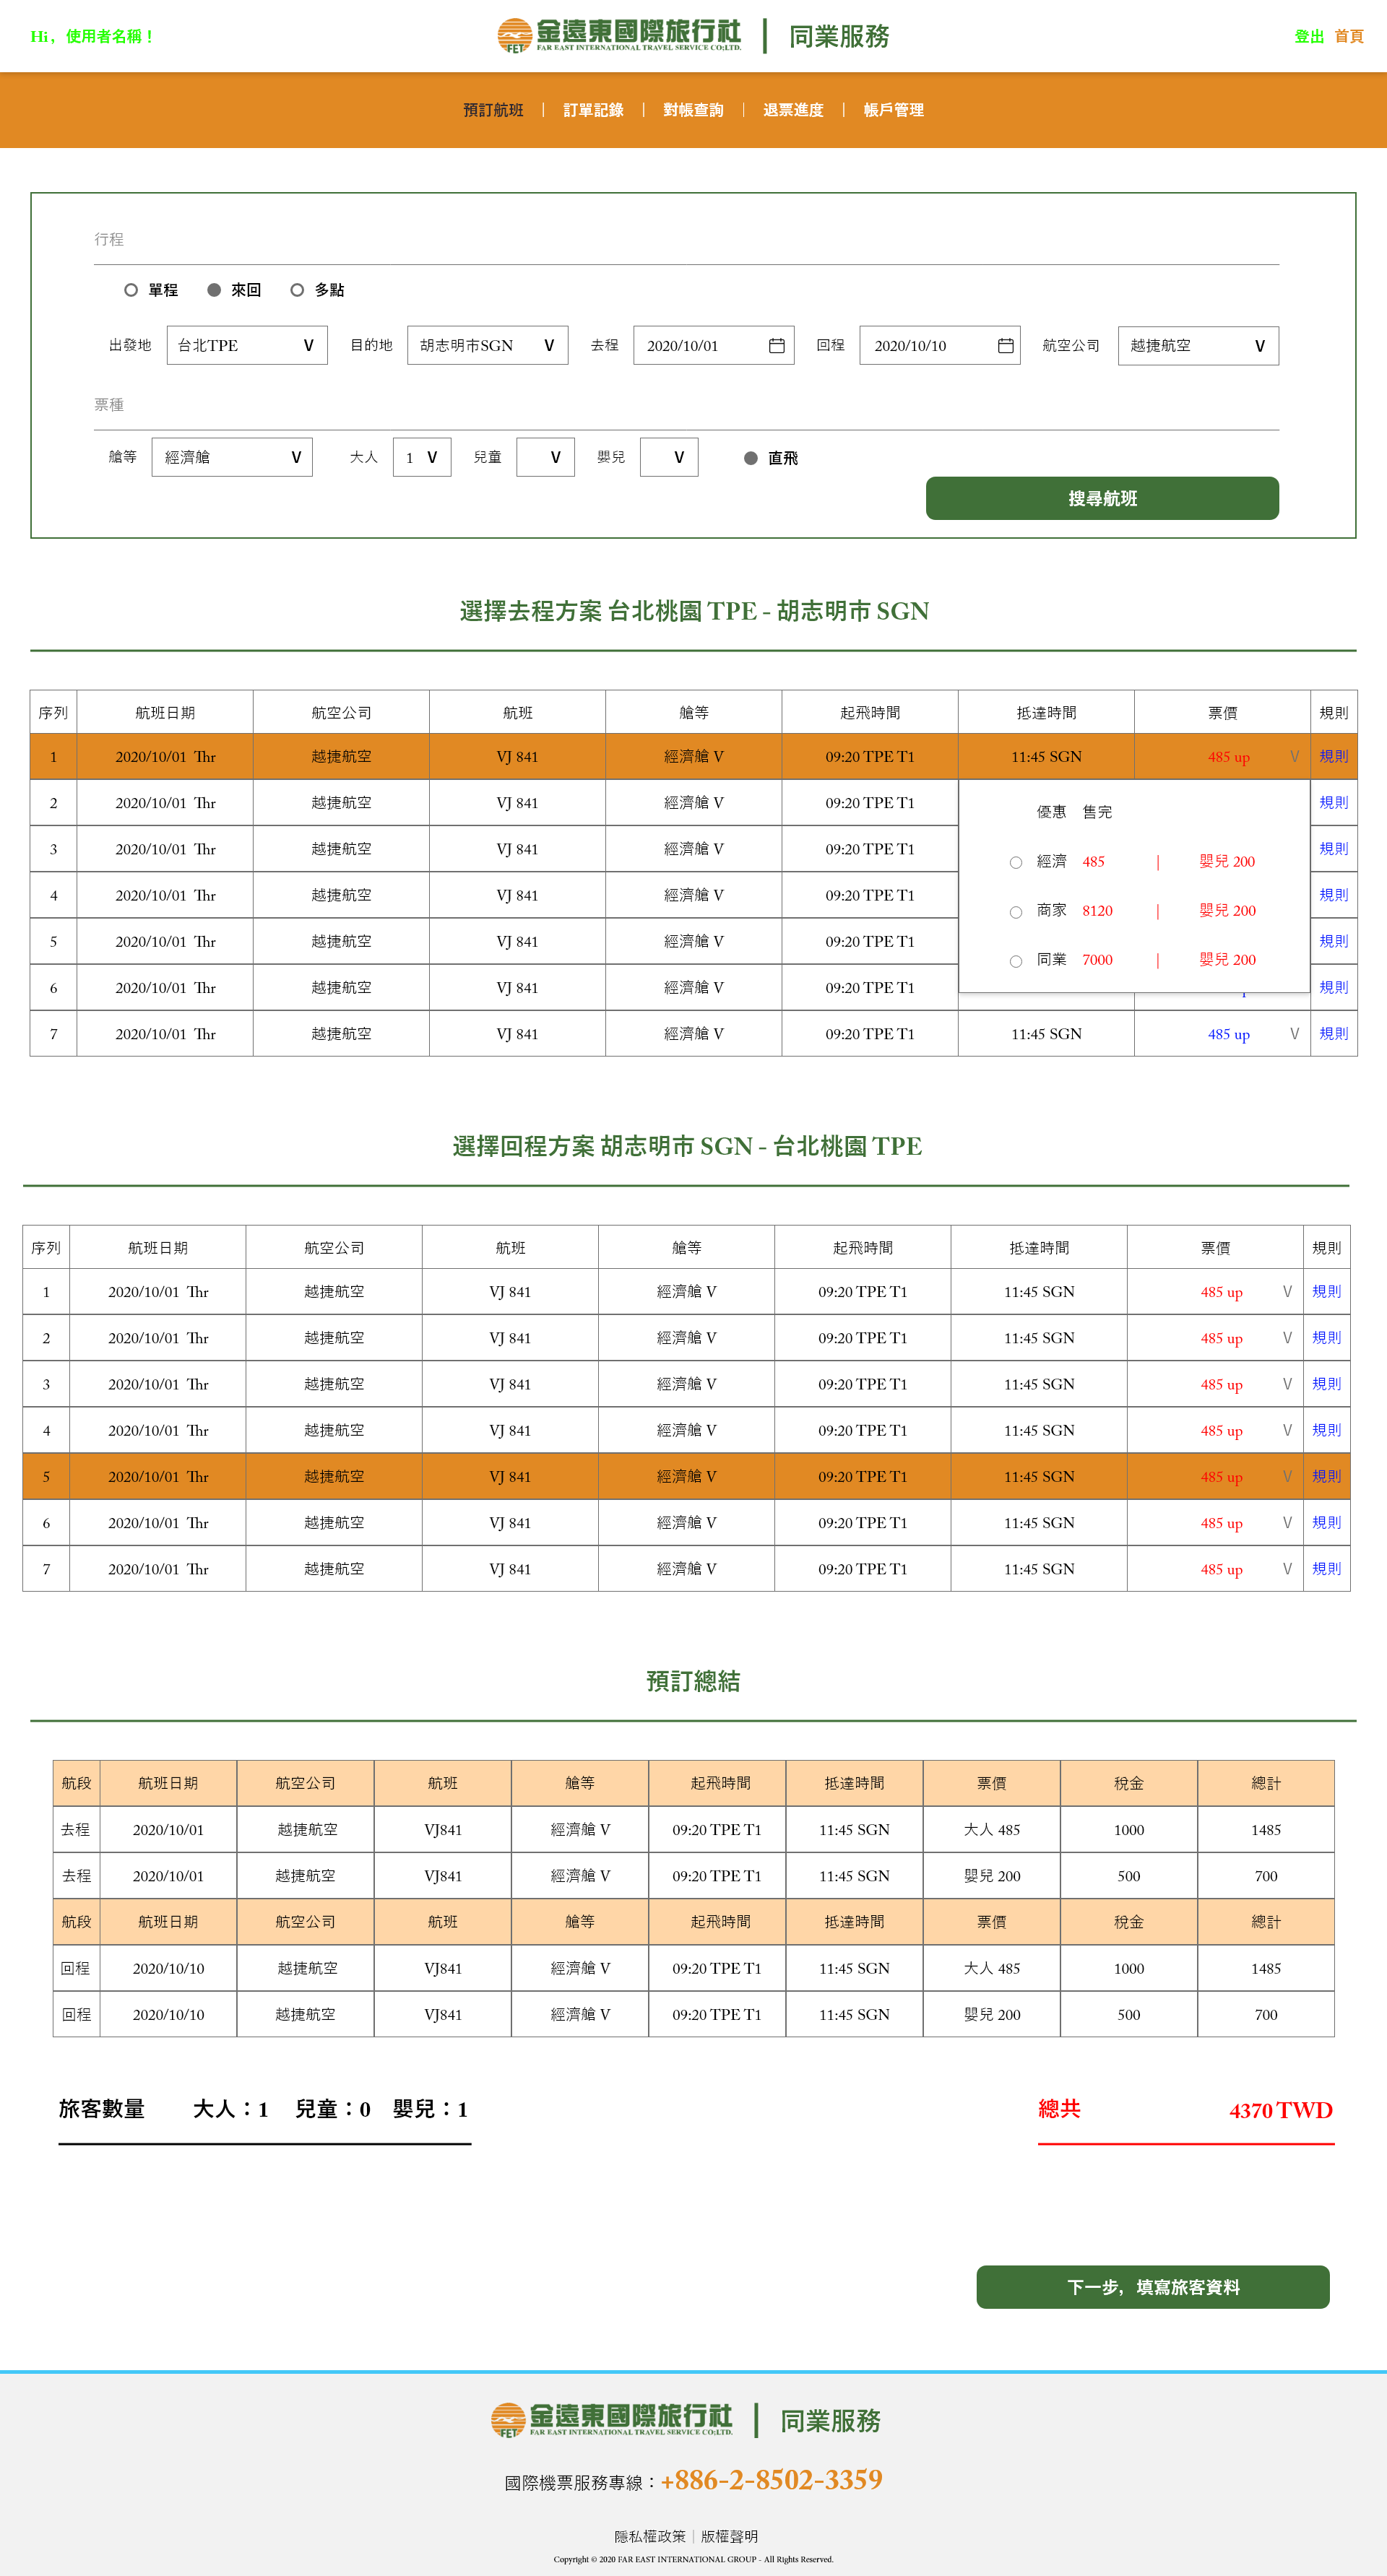 Hi，使用者名稱！ FET 金遠東國際旅行社 FAR EAST INTERNATIONAL TRAVEL SERVICE CO;LTD. | 同業服務 登出 首頁
預訂航班 | 訂單記錄 | 對帳查詢 | 退票進度 | 帳戶管理
行程
單程 來回 多點
出發地 台北TPE V 目的地 胡志明市SGN V 去程 2020/10/01 回程 2020/10/10 航空公司 越捷航空 V
票種
艙等 經濟艙 V 大人 1 V 兒童 V 嬰兒 V 直飛
搜尋航班
選擇去程方案 台北桃園 TPE - 胡志明市 SGN
序列 航班日期 航空公司 航班 艙等 起飛時間 抵達時間 票價 規則
1 2020/10/01 Thr 越捷航空 VJ 841 經濟艙 V 09:20 TPE T1 11:45 SGN 485 up V 規則
2 2020/10/01 Thr 越捷航空 VJ 841 經濟艙 V 09:20 TPE T1 優惠 售完 規則
3 2020/10/01 Thr 越捷航空 VJ 841 經濟艙 V 09:20 TPE T1 經濟 485 | 嬰兒 200 規則
4 2020/10/01 Thr 越捷航空 VJ 841 經濟艙 V 09:20 TPE T1 商家 8120 | 嬰兒 200 規則
5 2020/10/01 Thr 越捷航空 VJ 841 經濟艙 V 09:20 TPE T1 同業 7000 | 嬰兒 200 規則
6 2020/10/01 Thr 越捷航空 VJ 841 經濟艙 V 09:20 TPE T1 規則
7 2020/10/01 Thr 越捷航空 VJ 841 經濟艙 V 09:20 TPE T1 11:45 SGN 485 up V 規則
選擇回程方案 胡志明市 SGN - 台北桃園 TPE
序列 航班日期 航空公司 航班 艙等 起飛時間 抵達時間 票價 規則
1 2020/10/01 Thr 越捷航空 VJ 841 經濟艙 V 09:20 TPE T1 11:45 SGN 485 up V 規則
2 2020/10/01 Thr 越捷航空 VJ 841 經濟艙 V 09:20 TPE T1 11:45 SGN 485 up V 規則
3 2020/10/01 Thr 越捷航空 VJ 841 經濟艙 V 09:20 TPE T1 11:45 SGN 485 up V 規則
4 2020/10/01 Thr 越捷航空 VJ 841 經濟艙 V 09:20 TPE T1 11:45 SGN 485 up V 規則
5 2020/10/01 Thr 越捷航空 VJ 841 經濟艙 V 09:20 TPE T1 11:45 SGN 485 up V 規則
6 2020/10/01 Thr 越捷航空 VJ 841 經濟艙 V 09:20 TPE T1 11:45 SGN 485 up V 規則
7 2020/10/01 Thr 越捷航空 VJ 841 經濟艙 V 09:20 TPE T1 11:45 SGN 485 up V 規則
預訂總結
航段 航班日期 航空公司 航班 艙等 起飛時間 抵達時間 票價 稅金 總計
去程 2020/10/01 越捷航空 VJ841 經濟艙 V 09:20 TPE T1 11:45 SGN 大人 485 1000 1485
去程 2020/10/01 越捷航空 VJ841 經濟艙 V 09:20 TPE T1 11:45 SGN 嬰兒 200 500 700
航段 航班日期 航空公司 航班 艙等 起飛時間 抵達時間 票價 稅金 總計
回程 2020/10/10 越捷航空 VJ841 經濟艙 V 09:20 TPE T1 11:45 SGN 大人 485 1000 1485
回程 2020/10/10 越捷航空 VJ841 經濟艙 V 09:20 TPE T1 11:45 SGN 嬰兒 200 500 700
旅客數量 大人：1 兒童：0 嬰兒：1 總共 4370 TWD
下一步，填寫旅客資料
FET 金遠東國際旅行社 FAR EAST INTERNATIONAL TRAVEL SERVICE CO;LTD. | 同業服務
國際機票服務專線：+886-2-8502-3359
隱私權政策 | 版權聲明
Copyright © 2020 FAR EAST INTERNATIONAL GROUP - All Rights Reserved.